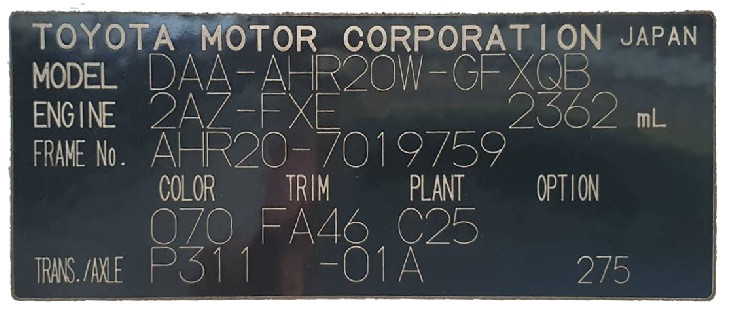 TOYOTA MOTOR CORPORATION JAPAN
MODEL DAA-AHR20W-GFXQB
ENGINE 2AZ-FXE 2362 mL
FRAME No. AHR20-7019759
COLOR TRIM PLANT OPTION
070 FA46 C25
TRANS./AXLE P311 -01A 275